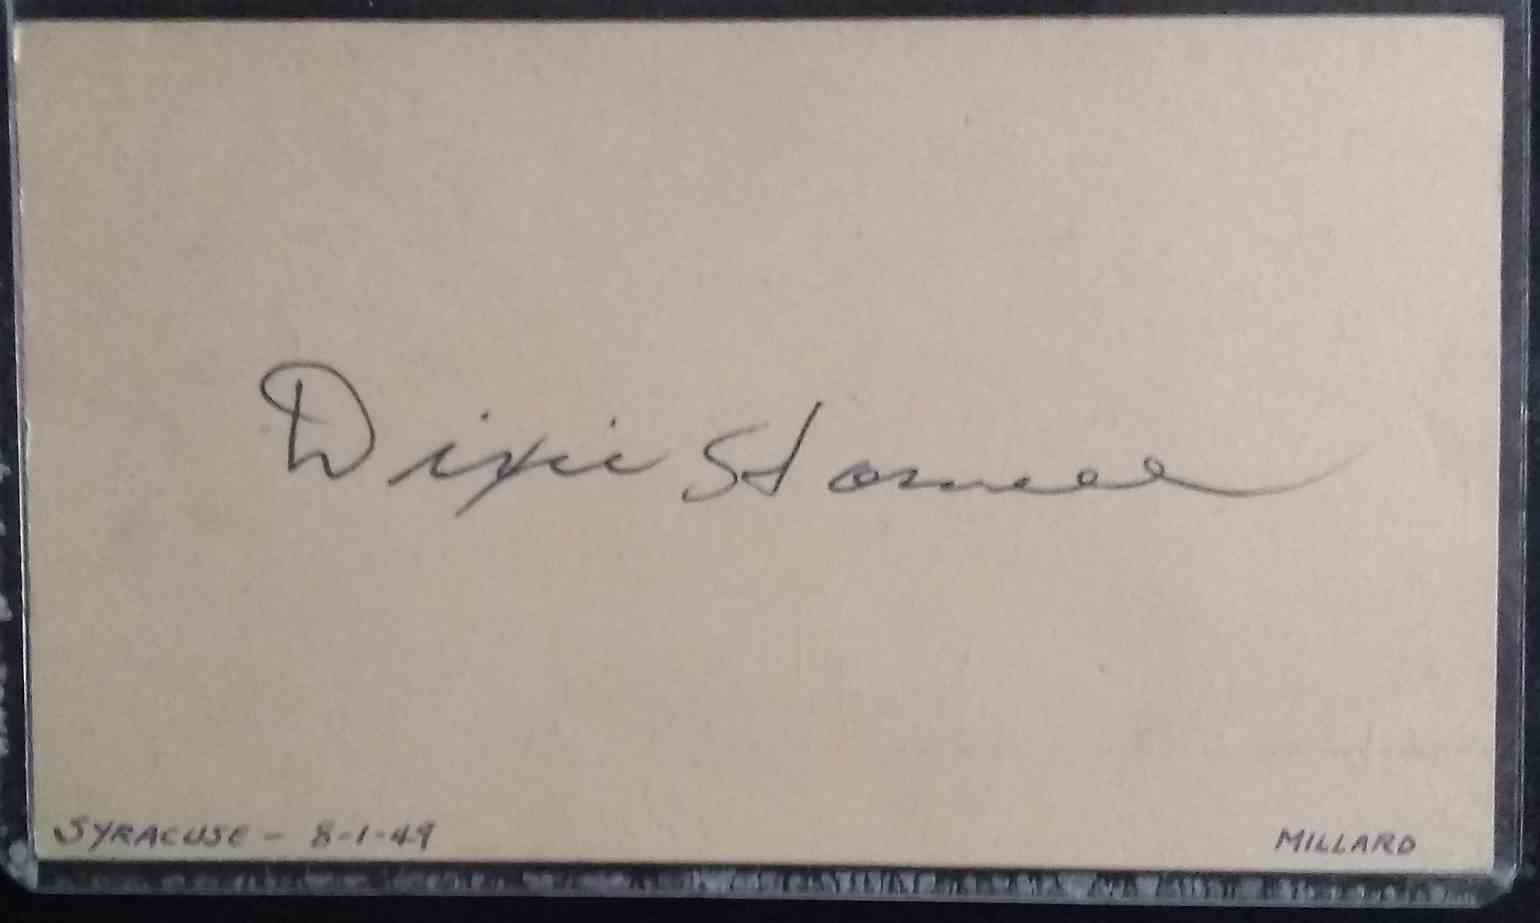 Dixie Howell
SYRACUSE - 8-1-49
MILLARD